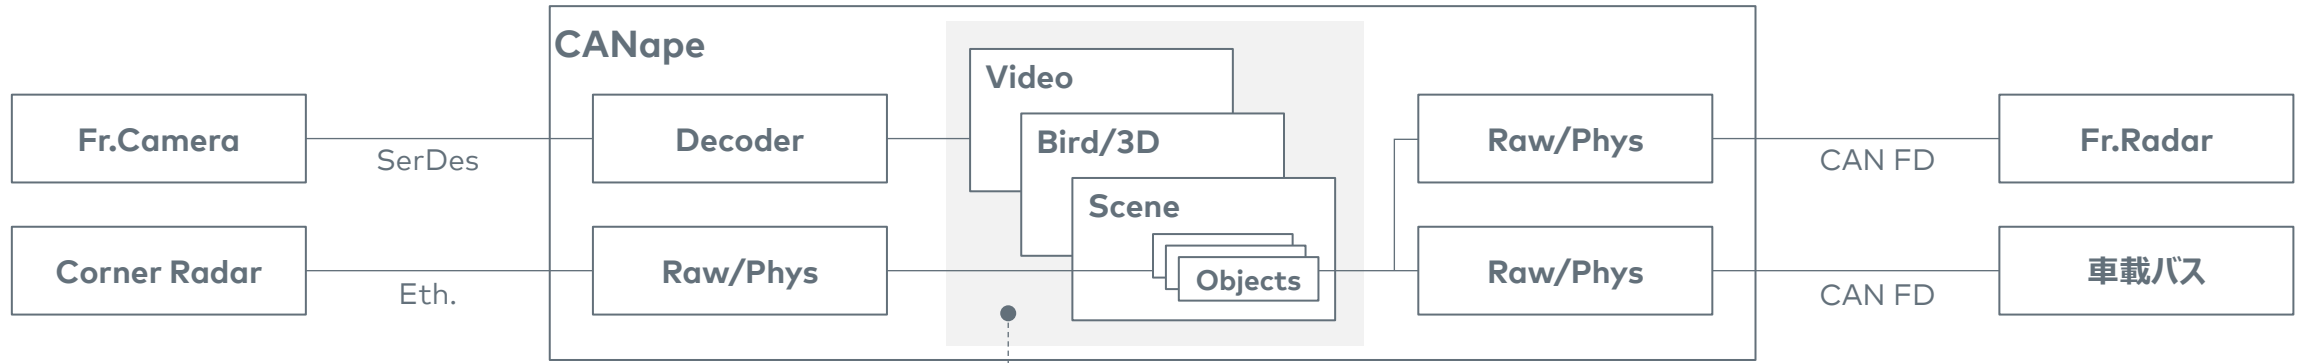 CANape
Fr.Camera
SerDes
Decoder
Video
Bird/3D
Scene
Objects
Raw/Phys
CAN FD
Fr.Radar
Corner Radar
Eth.
Raw/Phys
Raw/Phys
CAN FD
車載バス